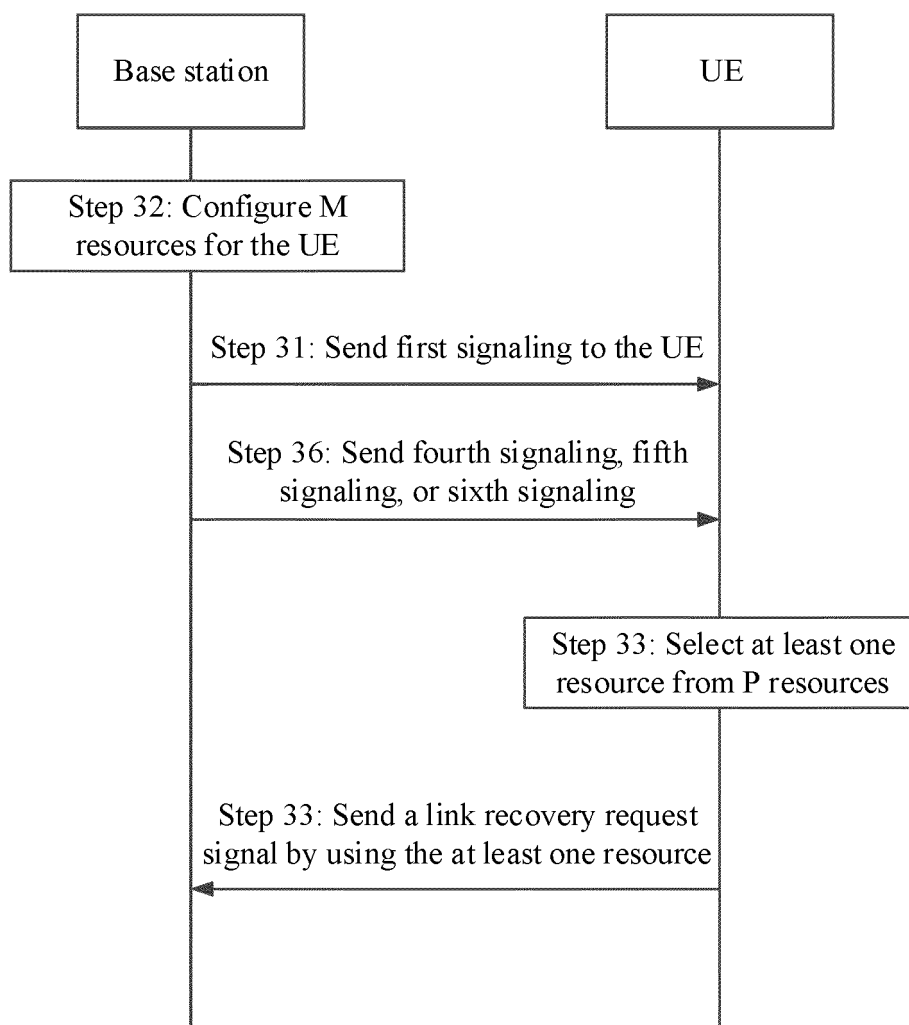 Base station
UE
Step 32: Configure M
resources for the UE
Step 31: Send first signaling to the UE
Step 36: Send fourth signaling, fifth
signaling, or sixth signaling
Step 33: Select at least one
resource from P resources
Step 33: Send a link recovery request
signal by using the at least one resource